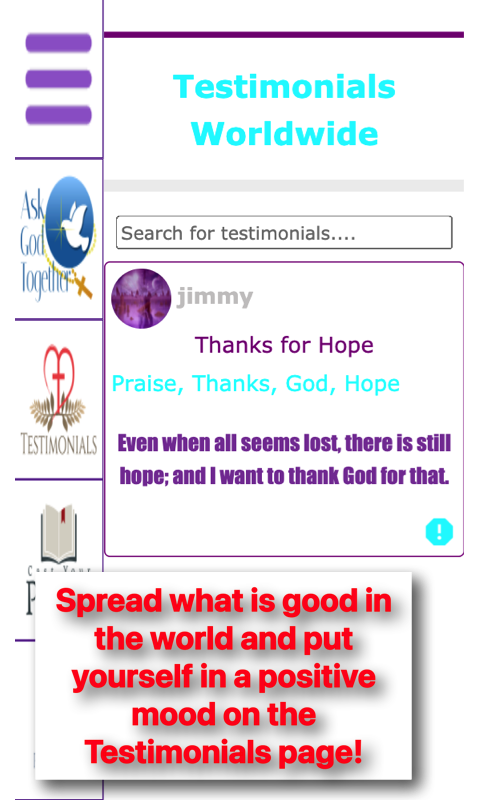 Testimonials
Worldwide
Ask
God
Together
Search for testimonials....
jimmy
Thanks for Hope
Praise, Thanks, God, Hope
TESTIMONIALS
Even when all seems lost, there is still
hope; and I want to thank God for that.
Spread what is good in
the world and put
yourself in a positive
mood on the
Testimonials page!